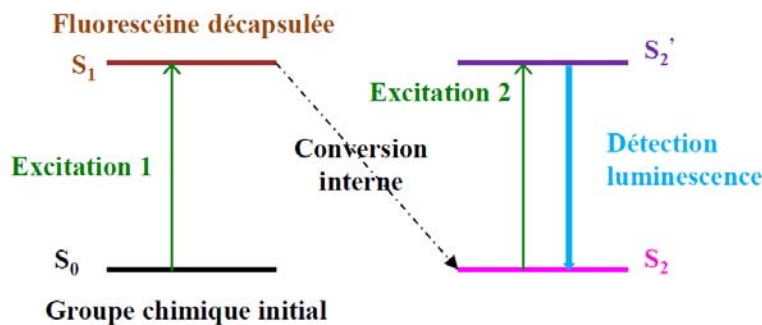 Fluorescéine décapsulée
S₁
S₂’
Excitation 1
Excitation 2
Conversion
interne
Détection
luminescence
S₀
S₂
Groupe chimique initial